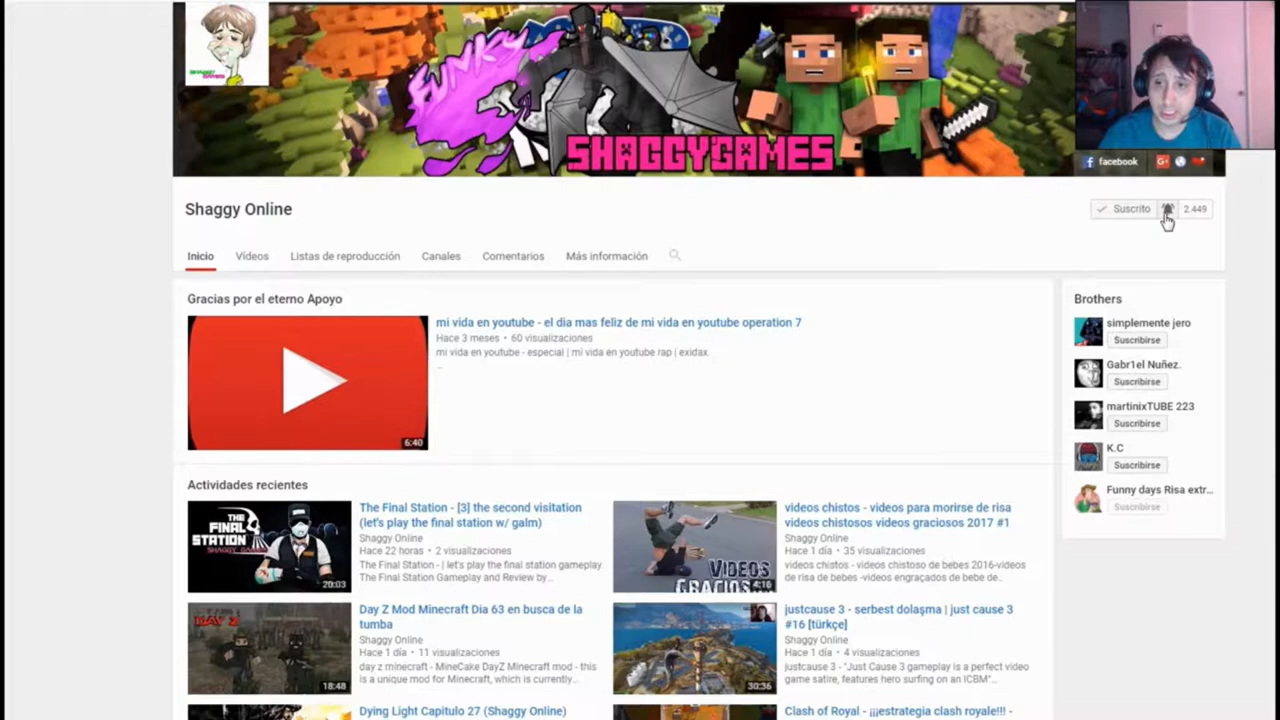 FUNKY
SHAGGYGAMES
facebook
Shaggy Online
Suscrito
2.449
Inicio
Vídeos
Listas de reproducción
Canales
Comentarios
Más información
Gracias por el eterno Apoyo
mi vida en youtube - el dia mas feliz de mi vida en youtube operation 7
Hace 3 meses • 60 visualizaciones
mi vida en youtube - especial | mi vida en youtube rap | exidax.
...
6:40
Brothers
simplemente jero
Suscribirse
Gabr1el Nuñez.
Suscribirse
martinixTUBE 223
Suscribirse
K.C
Suscribirse
Funny days Risa extr...
Suscribirse
Actividades recientes
THE
FINAL
STATION
SHAGGY GAMES
20:03
The Final Station - [3] the second visitation
(let's play the final station w/ galm)
Shaggy Online
Hace 22 horas • 2 visualizaciones
The Final Station - | let's play the final station gameplay
The Final Station Gameplay and Review by...
VIDEOS
GRACIOS
4:16
videos chistos - videos para morirse de risa
videos chistosos videos graciosos 2017 #1
Shaggy Online
Hace 1 día • 35 visualizaciones
videos chistos - videos chistoso de bebes 2016-videos
de risa de bebes -videos engraçados de bebe de...
DAY Z
18:48
Day Z Mod Minecraft Dia 63 en busca de la
tumba
Shaggy Online
Hace 1 día • 11 visualizaciones
day z minecraft - MineCake DayZ Minecraft mod - this
is a unique mod for Minecraft, which is currently...
30:36
justcause 3 - serbest dolaşma | just cause 3
#16 [türkçe]
Shaggy Online
Hace 1 día • 4 visualizaciones
justcause 3 - "Just Cause 3 gameplay is a perfect video
game satire, features hero surfing on an ICBM"...
Dying Light Capitulo 27 (Shaggy Online)
Clash of Royal - ¡¡¡estrategia clash royale!!! -